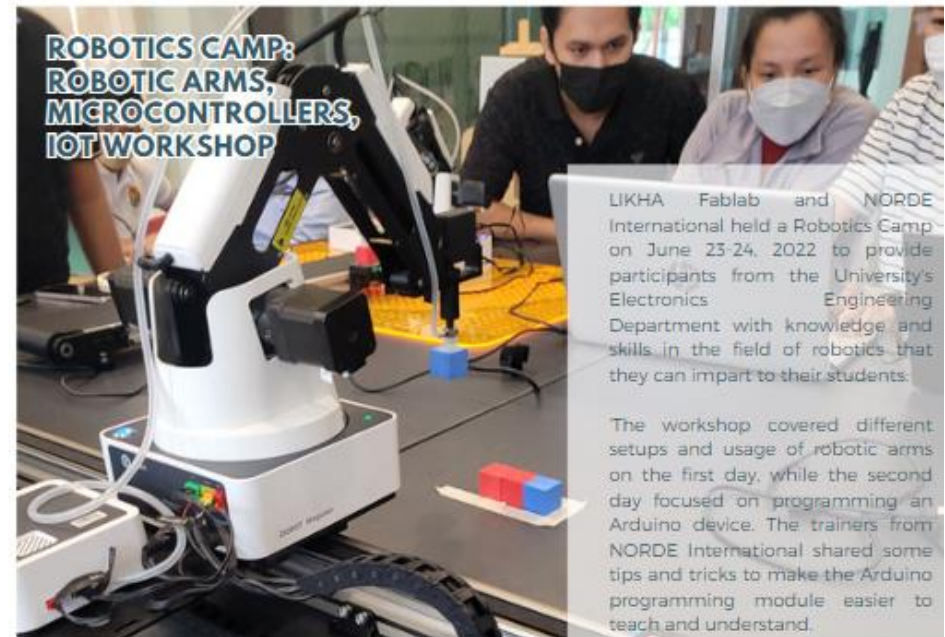 ROBOTICS CAMP:
ROBOTIC ARMS,
MICROCONTROLLERS,
IOT WORKSHOP
LIKHA Fablab and NORDE
International held a Robotics Camp
on June 23-24, 2022 to provide
participants from the University's
Electronics Engineering
Department with knowledge and
skills in the field of robotics that
they can impart to their students.
The workshop covered different
setups and usage of robotic arms
on the first day, while the second
day focused on programming an
Arduino device. The trainers from
NORDE International shared some
tips and tricks to make the Arduino
programming module easier to
teach and understand.
DOBOT Magician